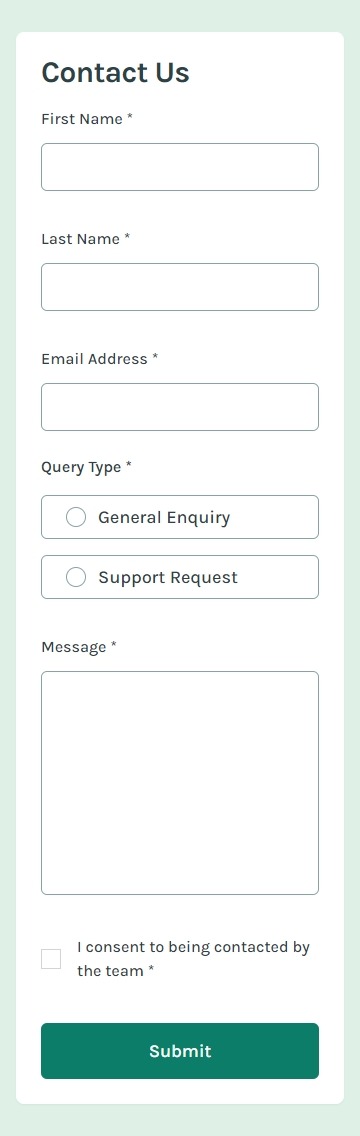 Contact Us
First Name *
Last Name *
Email Address *
Query Type *
General Enquiry
Support Request
Message *
I consent to being contacted by
the team *
Submit